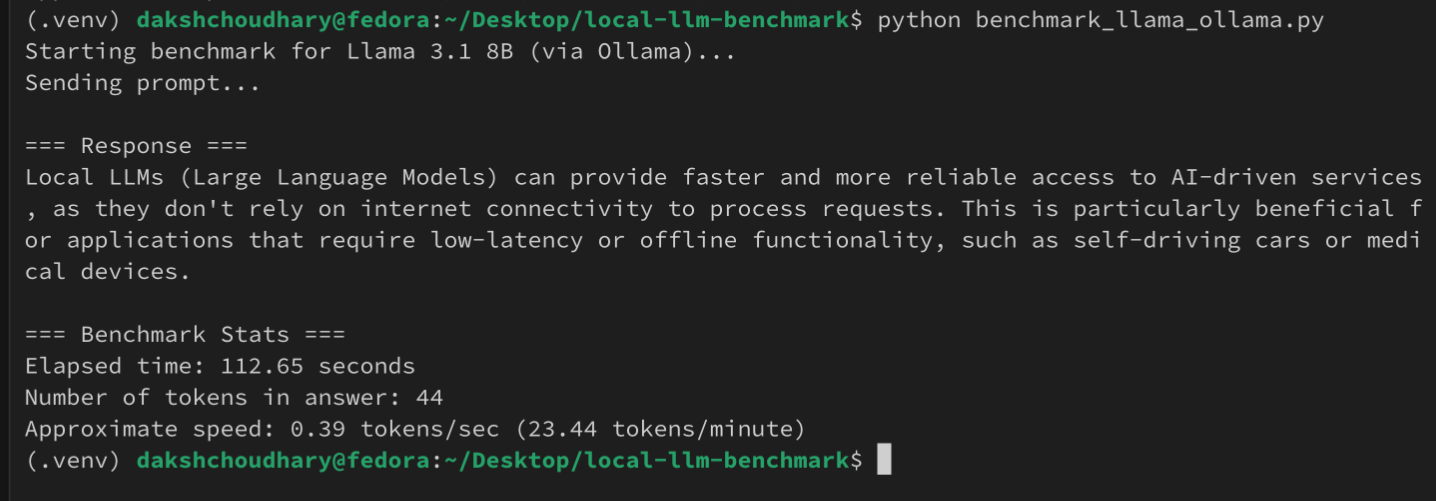 (.venv) dakshchoudhary@fedora:~/Desktop/local-llm-benchmark$ python benchmark_llama_ollama.py
Starting benchmark for Llama 3.1 8B (via Ollama)...
Sending prompt...
=== Response ===
Local LLMs (Large Language Models) can provide faster and more reliable access to AI-driven services
, as they don't rely on internet connectivity to process requests. This is particularly beneficial f
or applications that require low-latency or offline functionality, such as self-driving cars or medi
cal devices.
=== Benchmark Stats ===
Elapsed time: 112.65 seconds
Number of tokens in answer: 44
Approximate speed: 0.39 tokens/sec (23.44 tokens/minute)
(.venv) dakshchoudhary@fedora:~/Desktop/local-llm-benchmark$